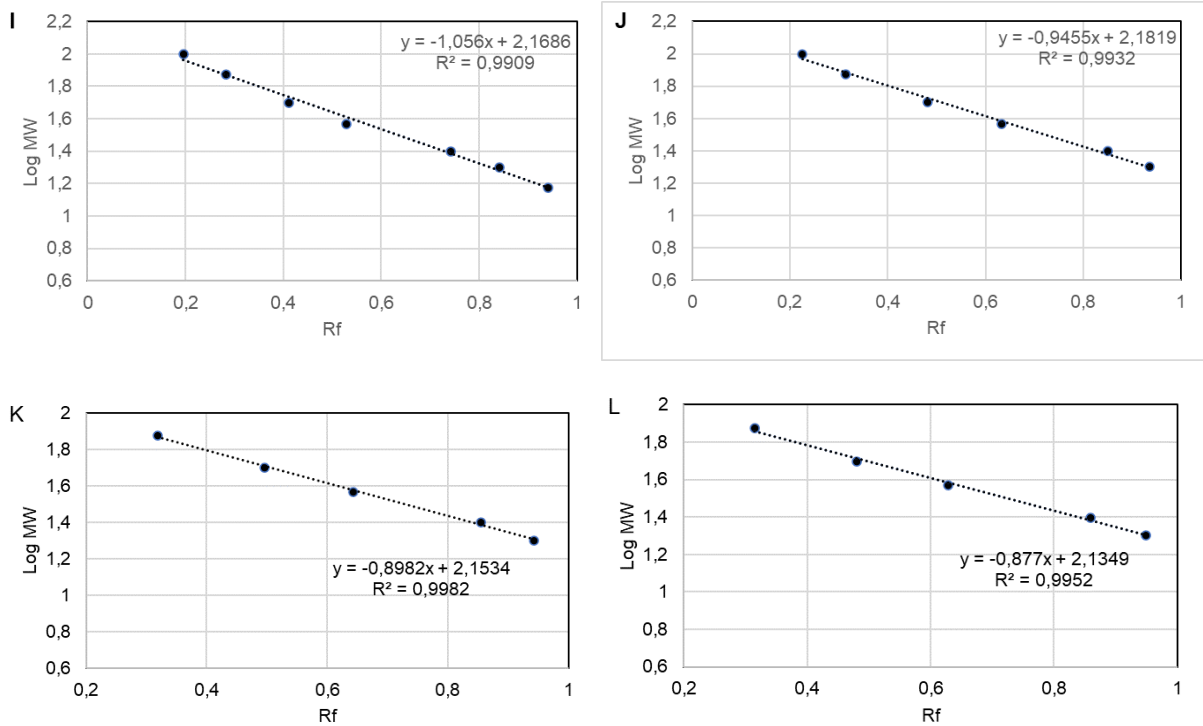 I
y = -1,056x + 2,1686
R² = 0,9909
Log MW
2,2
2
1,8
1,6
1,4
1,2
1
0,8
0,6
0
0,2
0,4
0,6
0,8
1
Rf
J
y = -0,9455x + 2,1819
R² = 0,9932
Log MW
2,2
2
1,8
1,6
1,4
1,2
1
0,8
0,6
0
0,2
0,4
0,6
0,8
1
Rf
K
y = -0,8982x + 2,1534
R² = 0,9982
Log MW
2
1,8
1,6
1,4
1,2
1
0,8
0,6
0,2
0,4
0,6
0,8
1
Rf
L
y = -0,877x + 2,1349
R² = 0,9952
Log MW
2
1,8
1,6
1,4
1,2
1
0,8
0,6
0,2
0,4
0,6
0,8
1
Rf